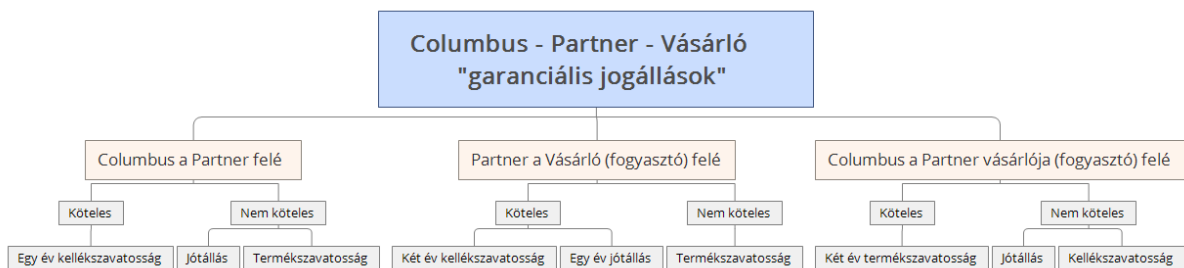 Columbus - Partner - Vásárló
"garanciális jogállások"
Columbus a Partner felé
Partner a Vásárló (fogyasztó) felé
Columbus a Partner vásárlója (fogyasztó) felé
Köteles
Nem köteles
Köteles
Nem köteles
Köteles
Nem köteles
Egy év kellékszavatosság
Jótállás
Termékszavatosság
Két év kellékszavatosság
Egy év jótállás
Termékszavatosság
Két év termékszavatosság
Jótállás
Kellékszavatosság